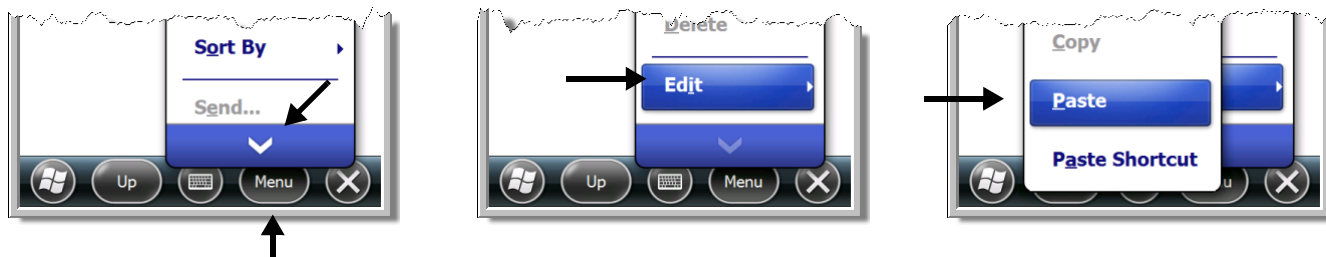 Sort By
Send...
Up
Menu
Delete
Edit
Up
Menu
Copy
Paste
Paste Shortcut
u